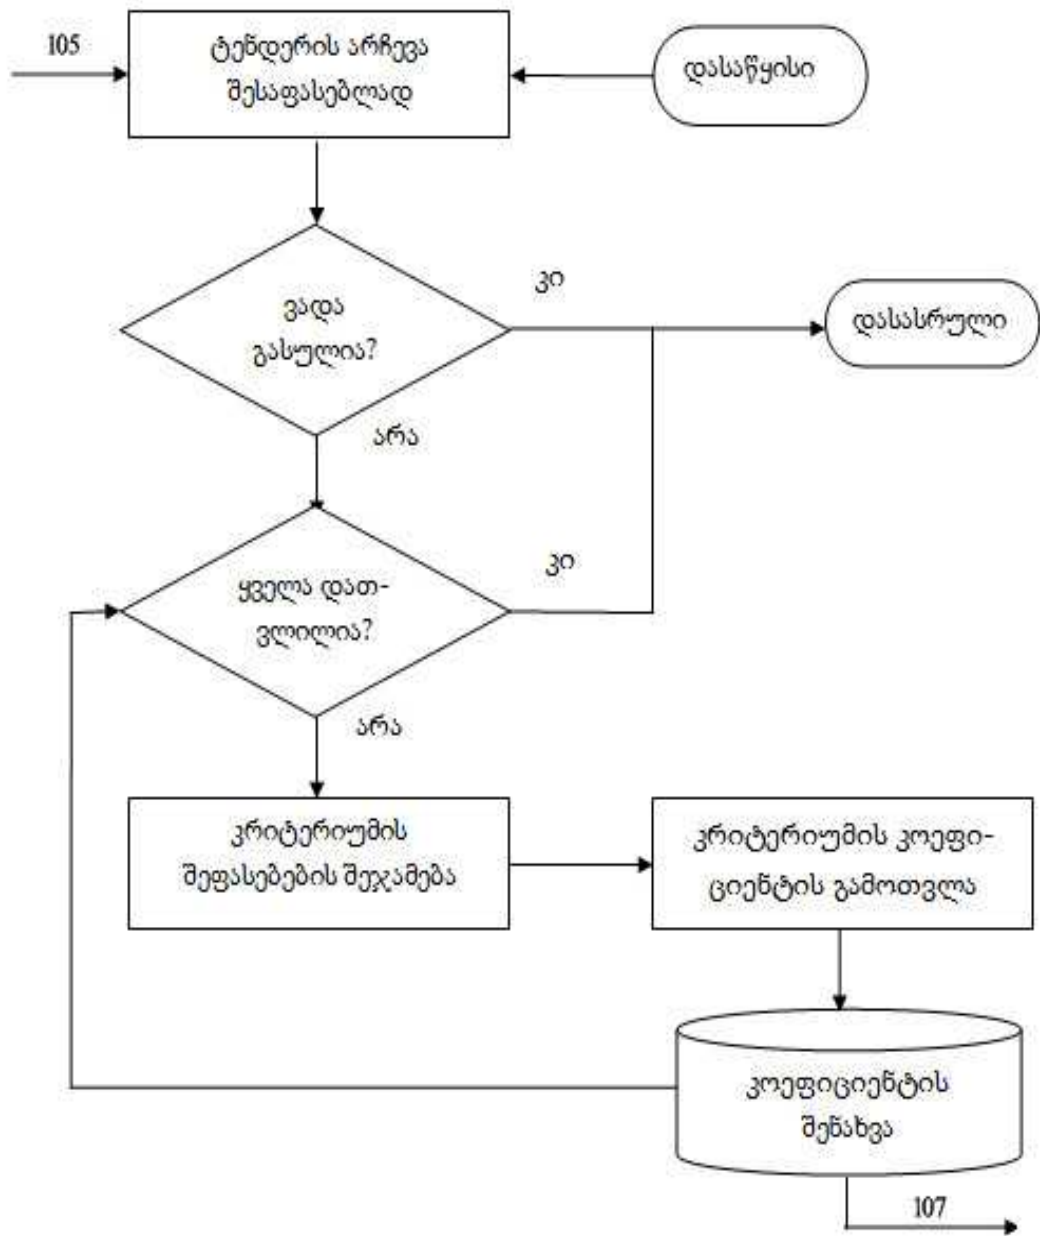 105
ტენდერის არჩევა
შესაფასებლად
დასაწყისი
კი
ვადა
გასულია?
დასასრული
არა
კი
ყველა დათ-
ვლილია?
არა
კრიტერიუმის
შეფასებების შეჯამება
კრიტერიუმის კოეფი-
ციენტის გამოთვლა
კოეფიციენტის
შენახვა
107